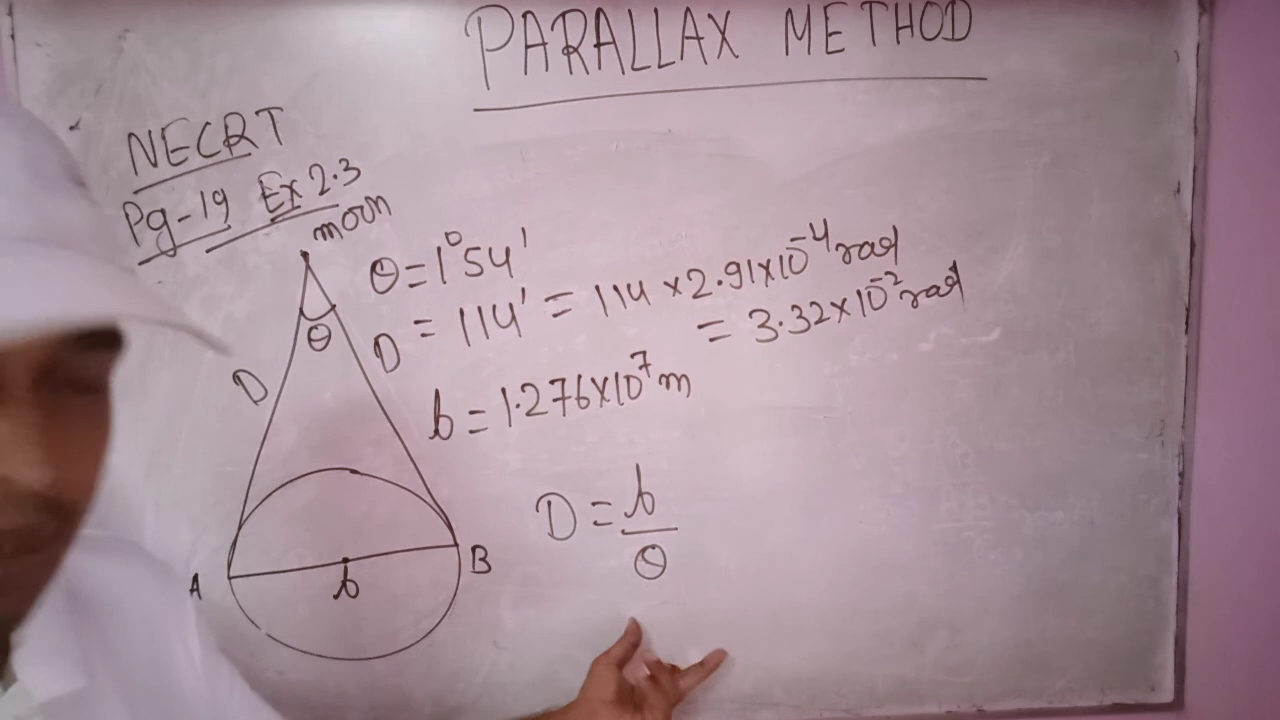 PARALLAX METHOD
NECRT
Pg-19 Ex 2.3
moon
θ = 1°54'
= 114' = 114 × 2.91×10⁻⁴ rad
= 3.32×10⁻² rad
θ
D
D
b = 1.276×10⁷ m
D = b/θ
A
b
B